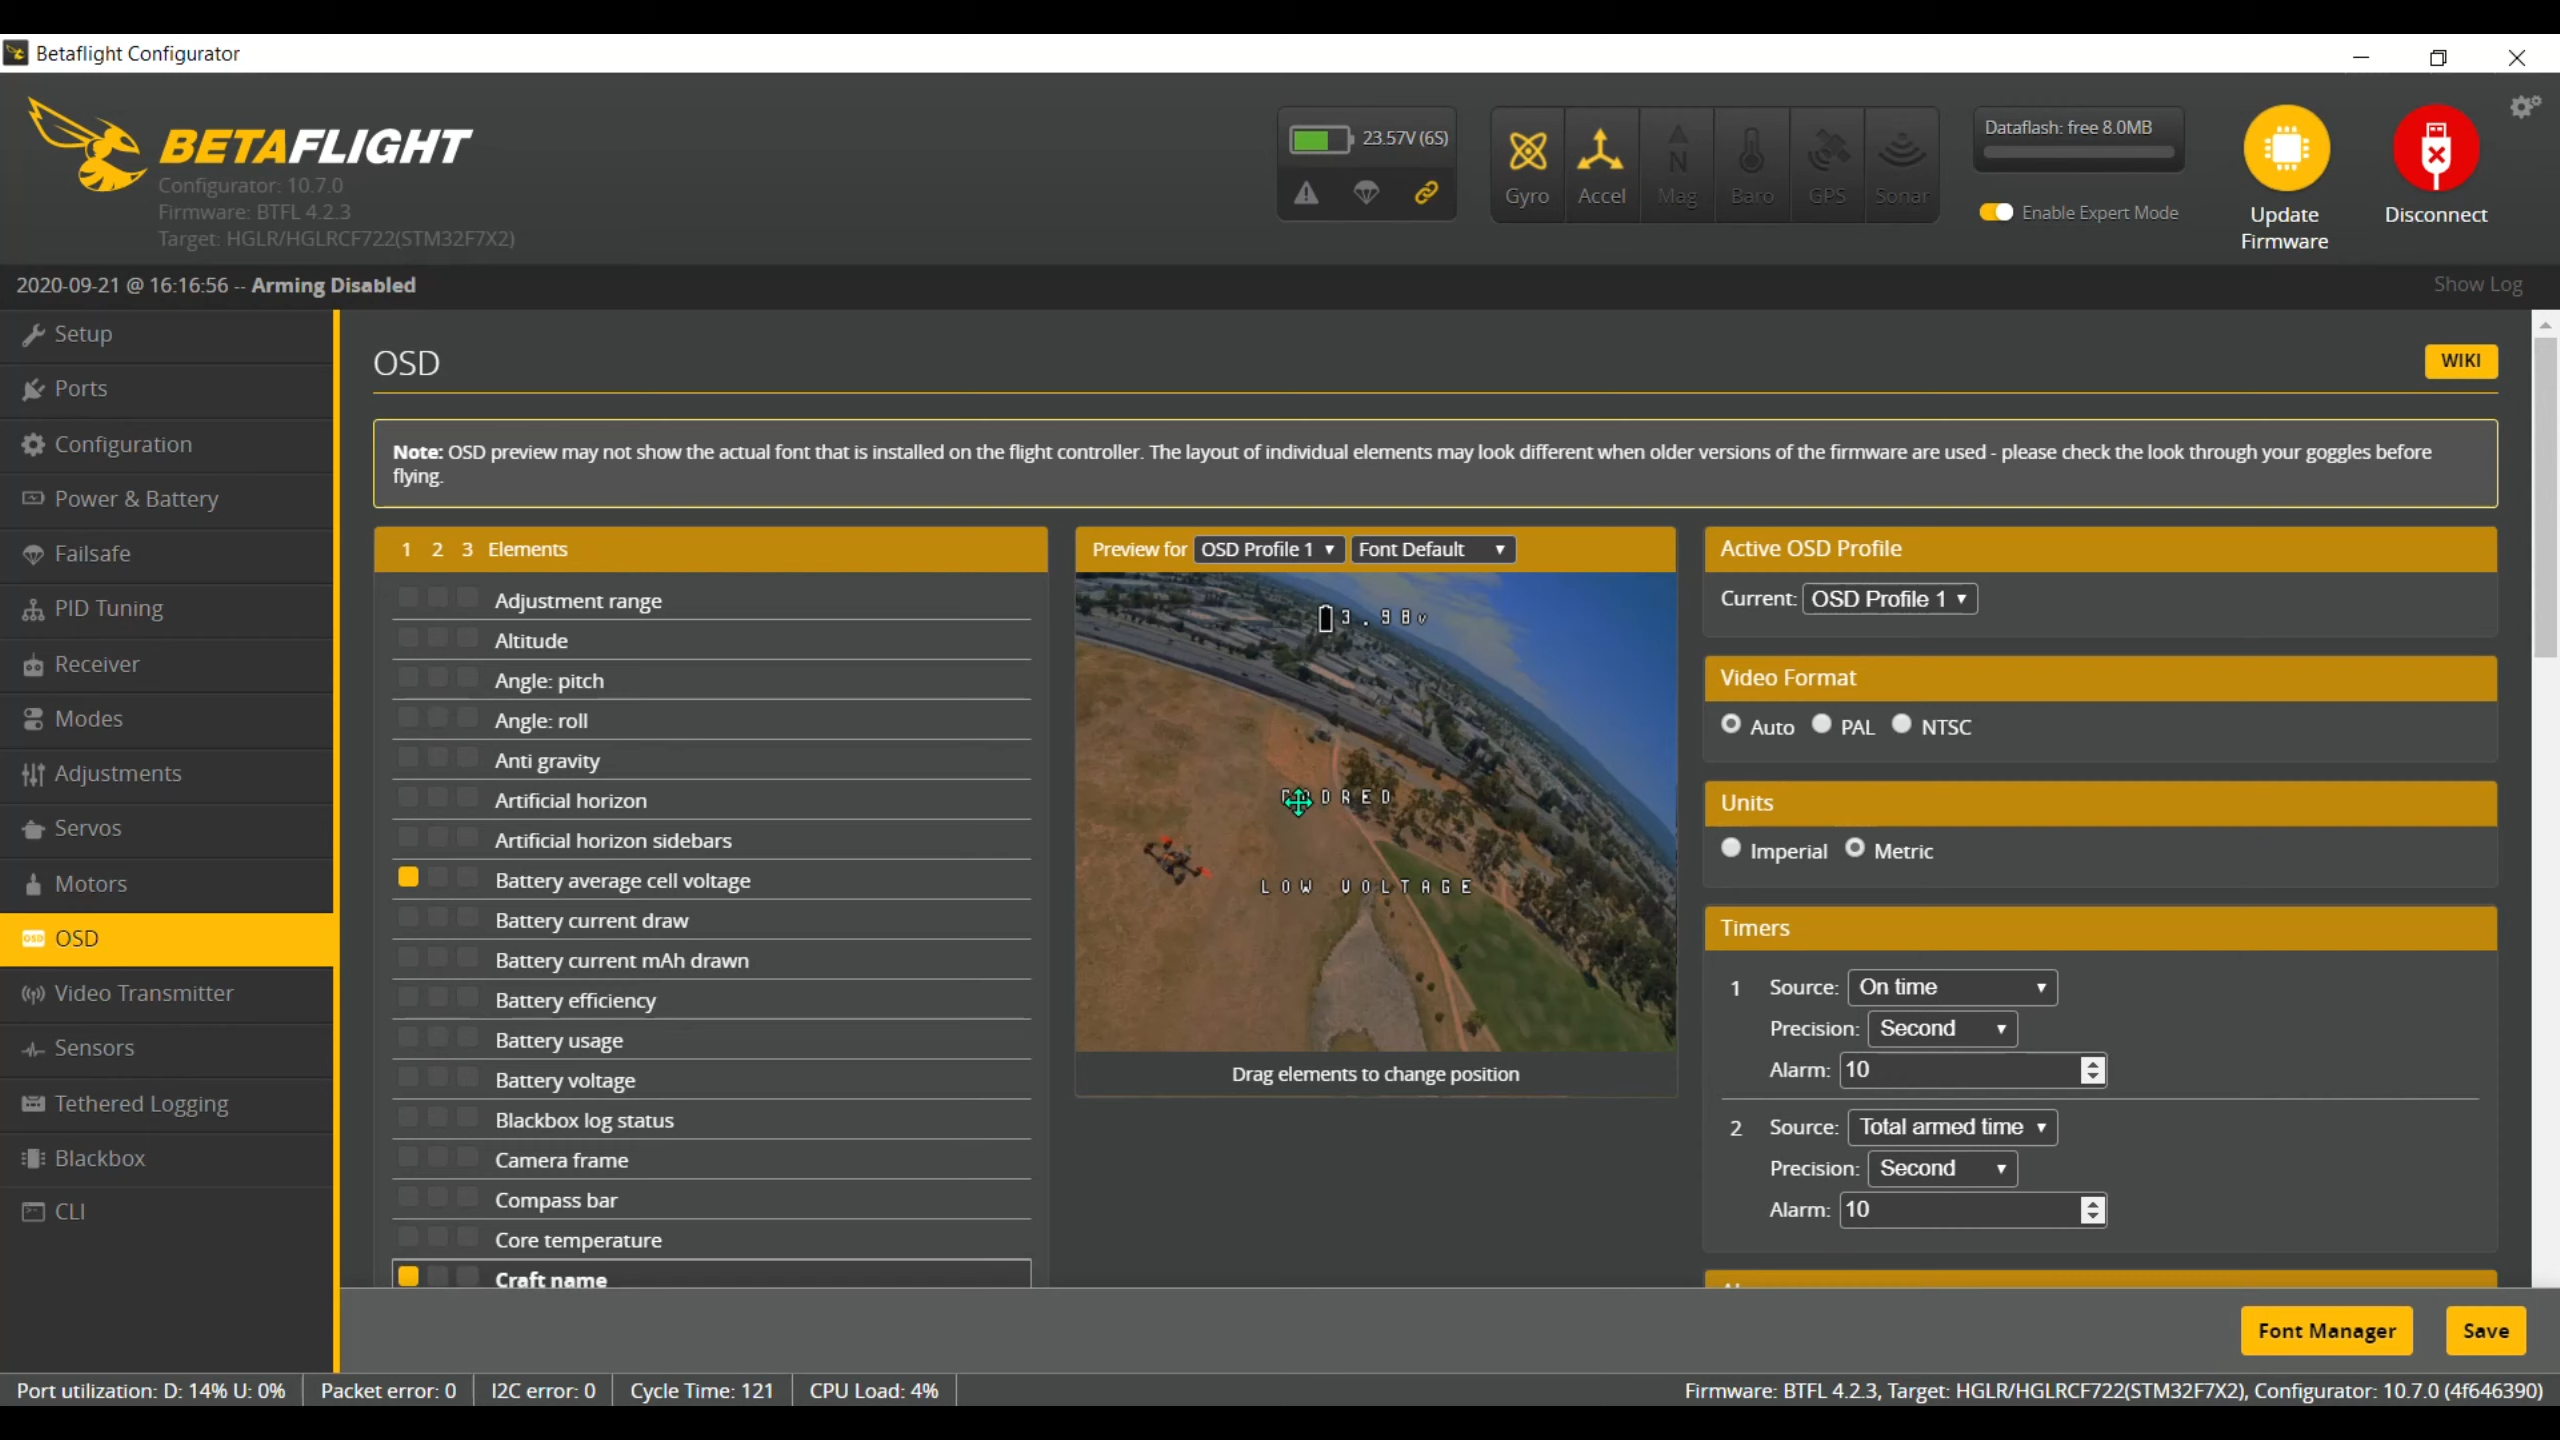 Betaflight Configurator
BETAFLIGHT
Configurator: 10.7.0
Firmware: BTFL 4.2.3
Target: HGLR/HGLRCF722(STM32F7X2)
23.57V (6S)
Gyro
Accel
N
Mag
Baro
GPS
Sonar
Dataflash: free 8.0MB
Enable Expert Mode
Update
Firmware
Disconnect
2020-09-21 @ 16:16:56 -- Arming Disabled
Show Log
Setup
Ports
Configuration
Power & Battery
Failsafe
PID Tuning
Receiver
Modes
Adjustments
Servos
Motors
OSD OSD
Video Transmitter
Sensors
Tethered Logging
Blackbox
CLI
OSD
WIKI
Note: OSD preview may not show the actual font that is installed on the flight controller. The layout of individual elements may look different when older versions of the firmware are used - please check the look through your goggles before
flying.
1 2 3 Elements
Adjustment range
Altitude
Angle: pitch
Angle: roll
Anti gravity
Artificial horizon
Artificial horizon sidebars
Battery average cell voltage
Battery current draw
Battery current mAh drawn
Battery efficiency
Battery usage
Battery voltage
Blackbox log status
Camera frame
Compass bar
Core temperature
Craft name
Preview for OSD Profile 1 Font Default
3.98v
LOW VOLTAGE
Drag elements to change position
Active OSD Profile
Current: OSD Profile 1
Video Format
Auto PAL NTSC
Units
Imperial Metric
Timers
1 Source: On time
Precision: Second
Alarm: 10
2 Source: Total armed time
Precision: Second
Alarm: 10
Font Manager
Save
Port utilization: D: 14% U: 0%
Packet error: 0
I2C error: 0
Cycle Time: 121
CPU Load: 4%
Firmware: BTFL 4.2.3, Target: HGLR/HGLRCF722(STM32F7X2), Configurator: 10.7.0 (4f646390)